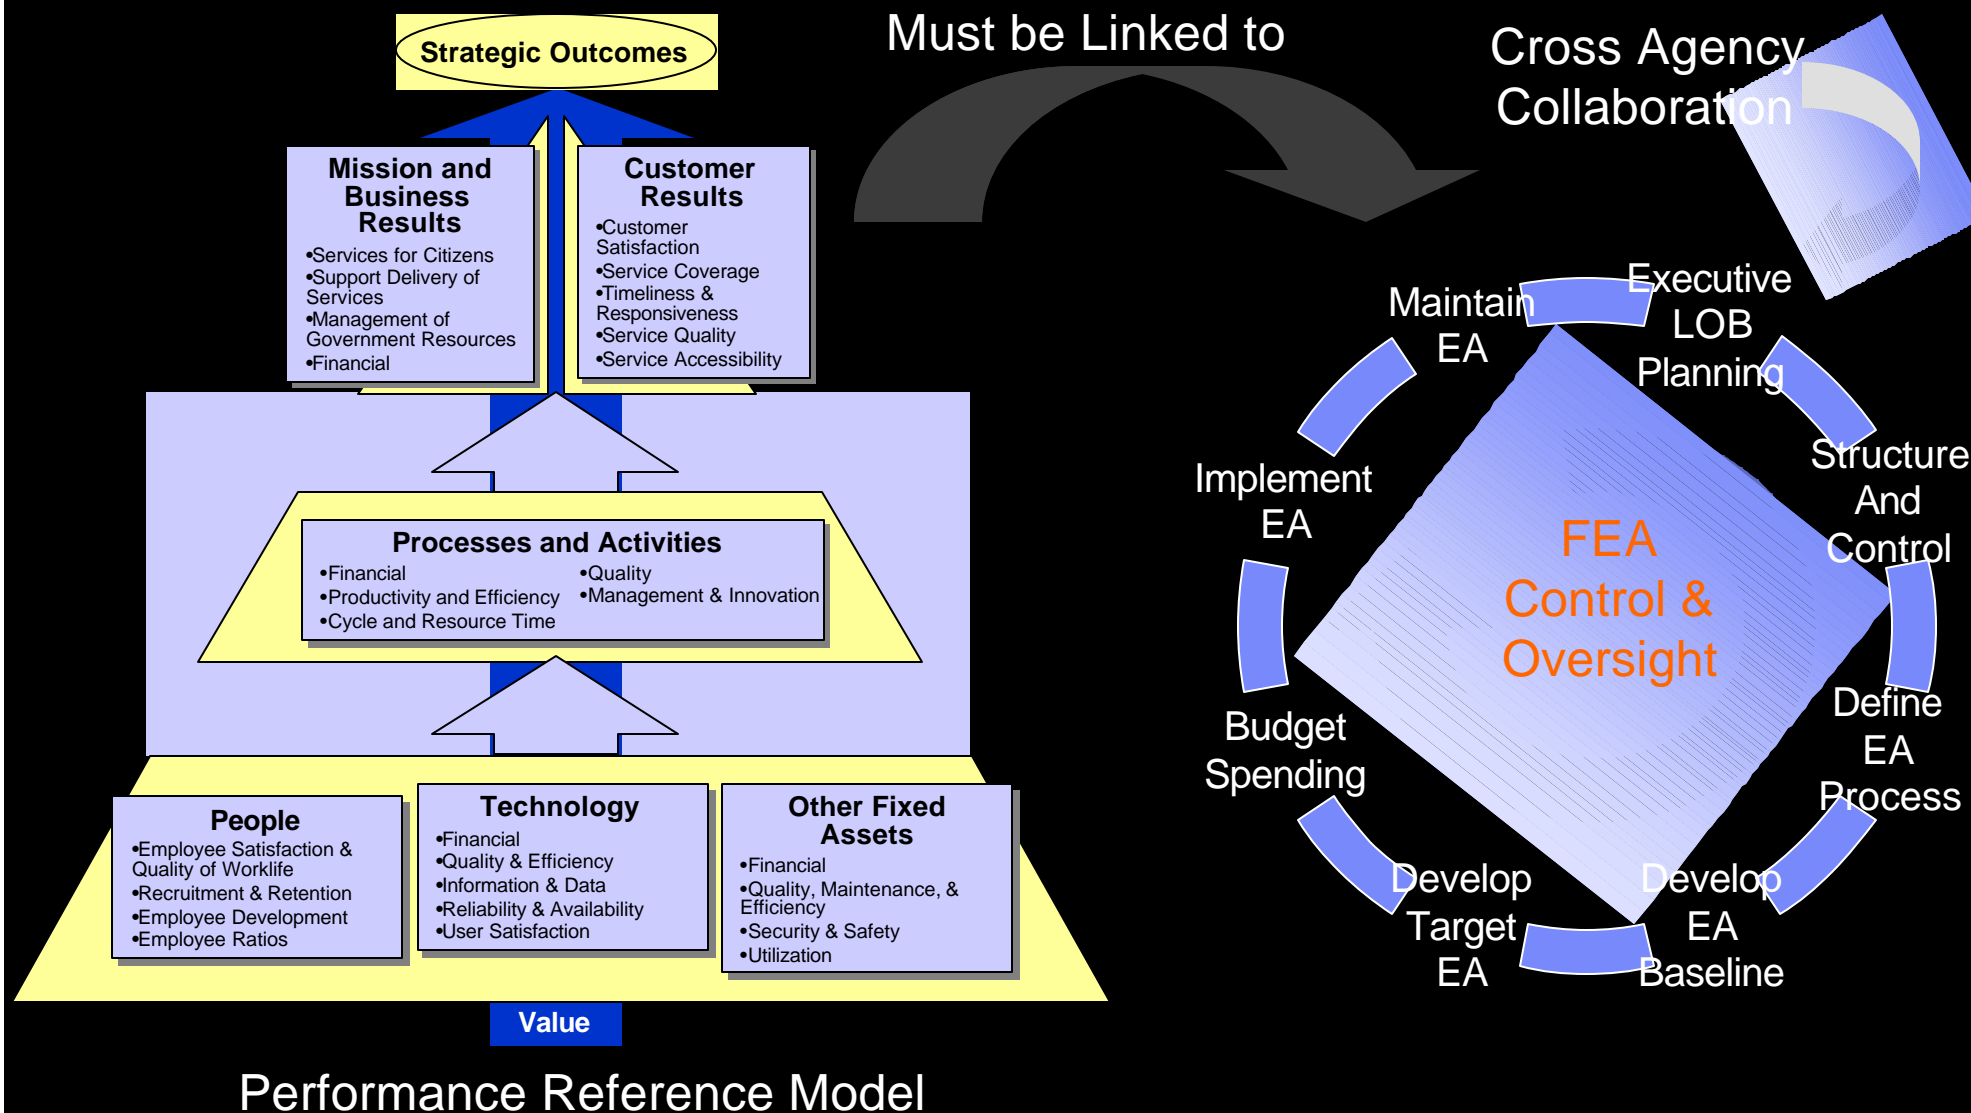 Must be Linked to
Cross Agency
Collaboration
Strategic Outcomes
Mission and
Business
Results
•Services for Citizens
•Support Delivery of
Services
•Management of
Government Resources
•Financial
Customer
Results
•Customer
Satisfaction
•Service Coverage
•Timeliness &
Responsiveness
•Service Quality
•Service Accessibility
Processes and Activities
•Financial
•Productivity and Efficiency
•Cycle and Resource Time
•Quality
•Management & Innovation
People
•Employee Satisfaction &
Quality of Worklife
•Recruitment & Retention
•Employee Development
•Employee Ratios
Technology
•Financial
•Quality & Efficiency
•Information & Data
•Reliability & Availability
•User Satisfaction
Other Fixed
Assets
•Financial
•Quality, Maintenance, &
Efficiency
•Security & Safety
•Utilization
Value
Performance Reference Model
Executive
LOB
Planning
Structure
And
Control
Define
EA
Process
Develop
EA
Baseline
Develop
Target
EA
Budget
Spending
Implement
EA
Maintain
EA
FEA
Control &
Oversight